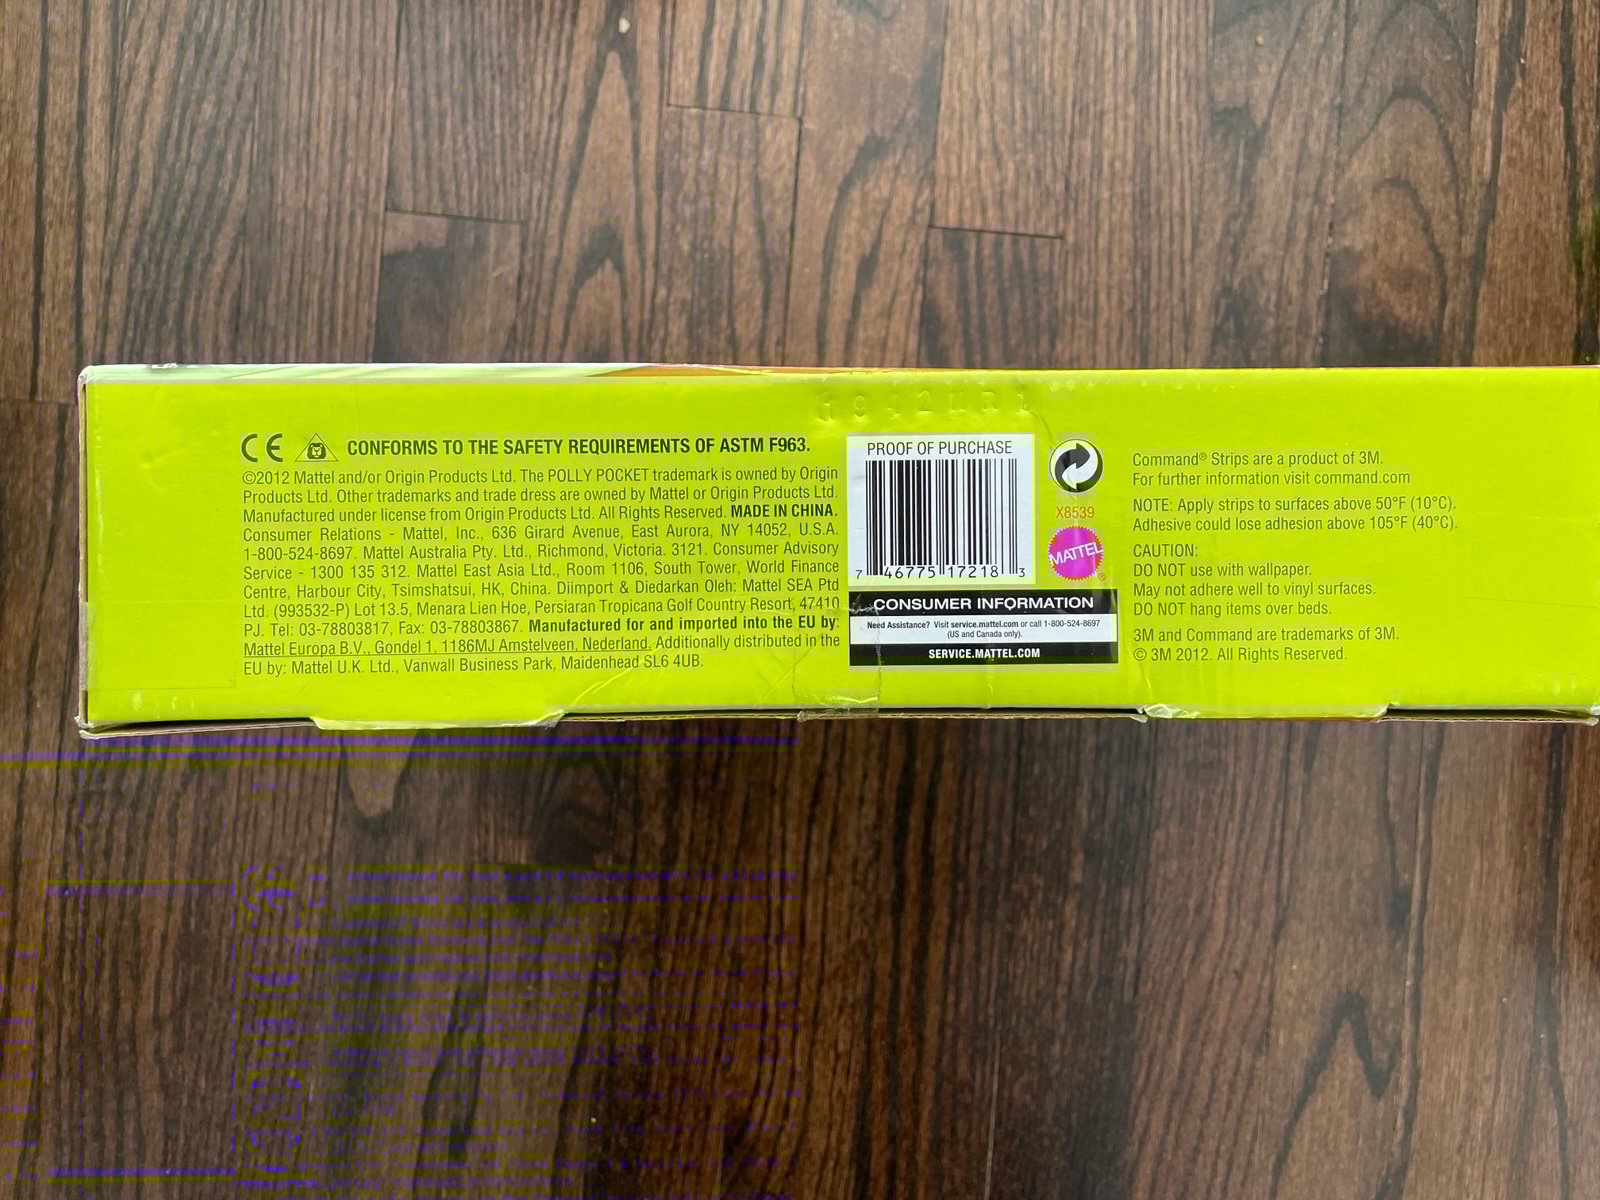 CE CONFORMS TO THE SAFETY REQUIREMENTS OF ASTM F963.
©2012 Mattel and/or Origin Products Ltd. The POLLY POCKET trademark is owned by Origin
Products Ltd. Other trademarks and trade dress are owned by Mattel or Origin Products Ltd.
Manufactured under license from Origin Products Ltd. All Rights Reserved. MADE IN CHINA.
Consumer Relations - Mattel, Inc., 636 Girard Avenue, East Aurora, NY 14052, U.S.A.
1-800-524-8697. Mattel Australia Pty. Ltd., Richmond, Victoria. 3121. Consumer Advisory
Service - 1300 135 312. Mattel East Asia Ltd., Room 1106, South Tower, World Finance
Centre, Harbour City, Tsimshatsui, HK, China. Diimport & Diedarkan Oleh: Mattel SEA Ptd
Ltd. (993532-P) Lot 13.5, Menara Lien Hoe, Persiaran Tropicana Golf Country Resort, 47410
PJ. Tel: 03-78803817, Fax: 03-78803867. Manufactured for and imported into the EU by:
Mattel Europa B.V., Gondel 1, 1186MJ Amstelveen, Nederland. Additionally distributed in the
EU by: Mattel U.K. Ltd., Vanwall Business Park, Maidenhead SL6 4UB.
PROOF OF PURCHASE
7 46775 17218 3
X8539
MATTEL®
CONSUMER INFORMATION
Need Assistance? Visit service.mattel.com or call 1-800-524-8697
(US and Canada only).
SERVICE.MATTEL.COM
Command® Strips are a product of 3M.
For further information visit command.com
NOTE: Apply strips to surfaces above 50°F (10°C).
Adhesive could lose adhesion above 105°F (40°C).
CAUTION:
DO NOT use with wallpaper.
May not adhere well to vinyl surfaces.
DO NOT hang items over beds.
3M and Command are trademarks of 3M.
© 3M 2012. All Rights Reserved.